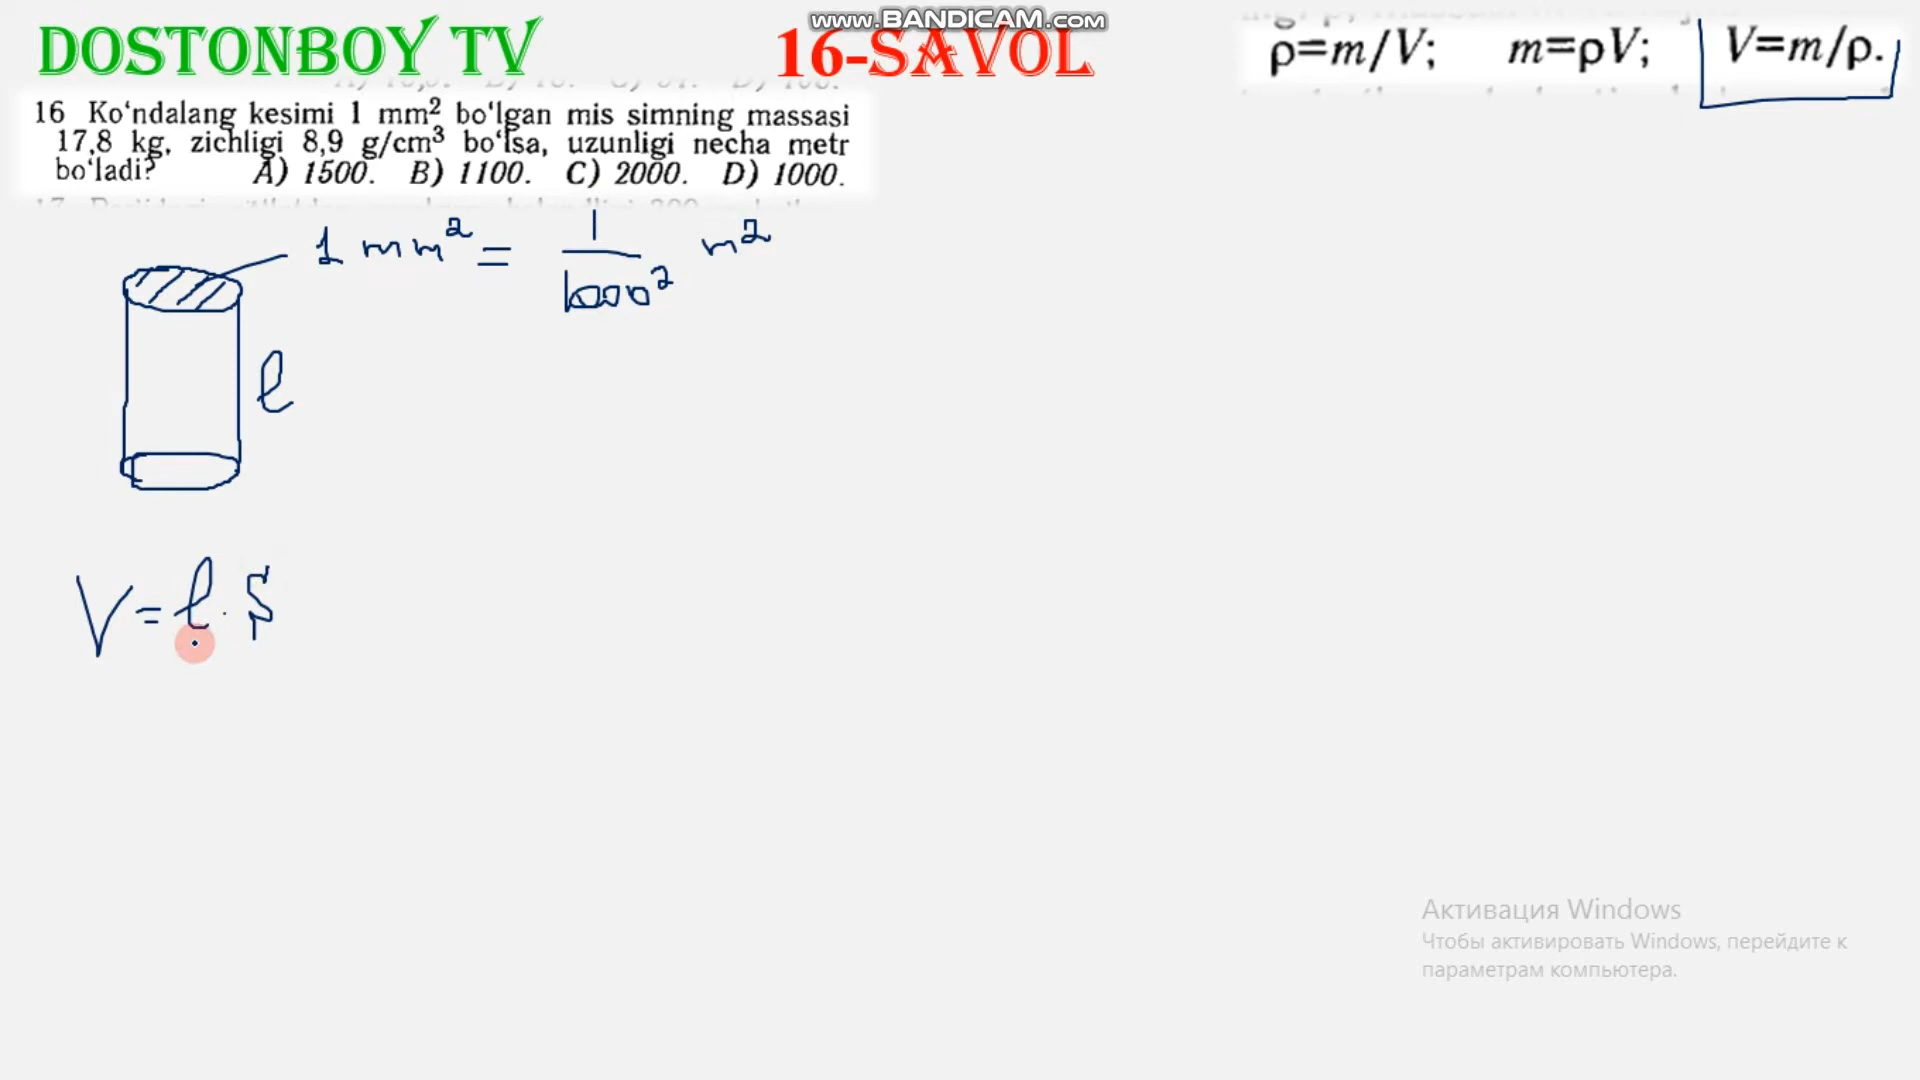 www.BANDICAM.com
DOSTONBOY TV
16-SAVOL
ρ=m/V; m=ρV; V=m/ρ.
16 Ko‘ndalang kesimi 1 mm² bo‘lgan mis simning massasi
17,8 kg, zichligi 8,9 g/cm³ bo‘lsa, uzunligi necha metr
bo‘ladi? A) 1500. B) 1100. C) 2000. D) 1000.
1 mm² = 1/1000² m²
ℓ
V = ℓ · S
Активация Windows
Чтобы активировать Windows, перейдите к
параметрам компьютера.